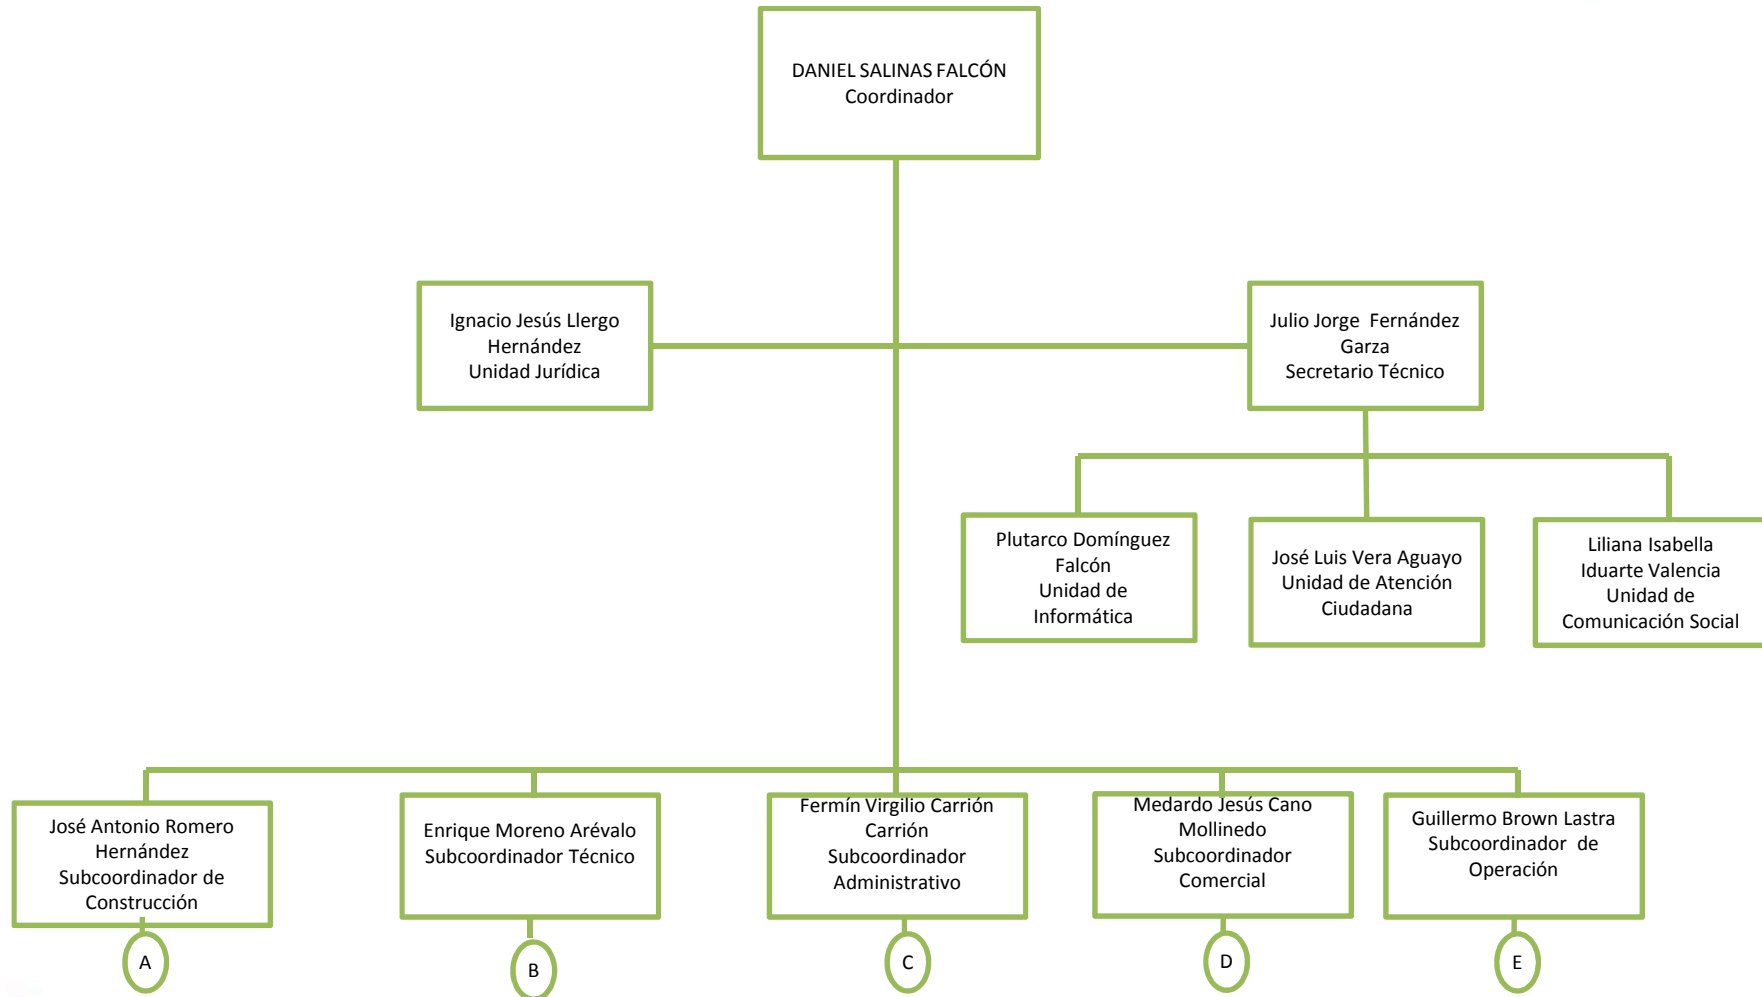 DANIEL SALINAS FALCÓN
Coordinador
Ignacio Jesús Llergo
Hernández
Unidad Jurídica
Julio Jorge  Fernández
Garza
Secretario Técnico
Plutarco Domínguez
Falcón
Unidad de
Informática
José Luis Vera Aguayo
Unidad de Atención
Ciudadana
Liliana Isabella
Iduarte Valencia
Unidad de
Comunicación Social
José Antonio Romero
Hernández
Subcoordinador de
Construcción
Enrique Moreno Arévalo
Subcoordinador Técnico
Fermín Virgilio Carrión
Carrión
Subcoordinador
Administrativo
Medardo Jesús Cano
Mollinedo
Subcoordinador
Comercial
Guillermo Brown Lastra
Subcoordinador  de
Operación
A
B
C
D
E